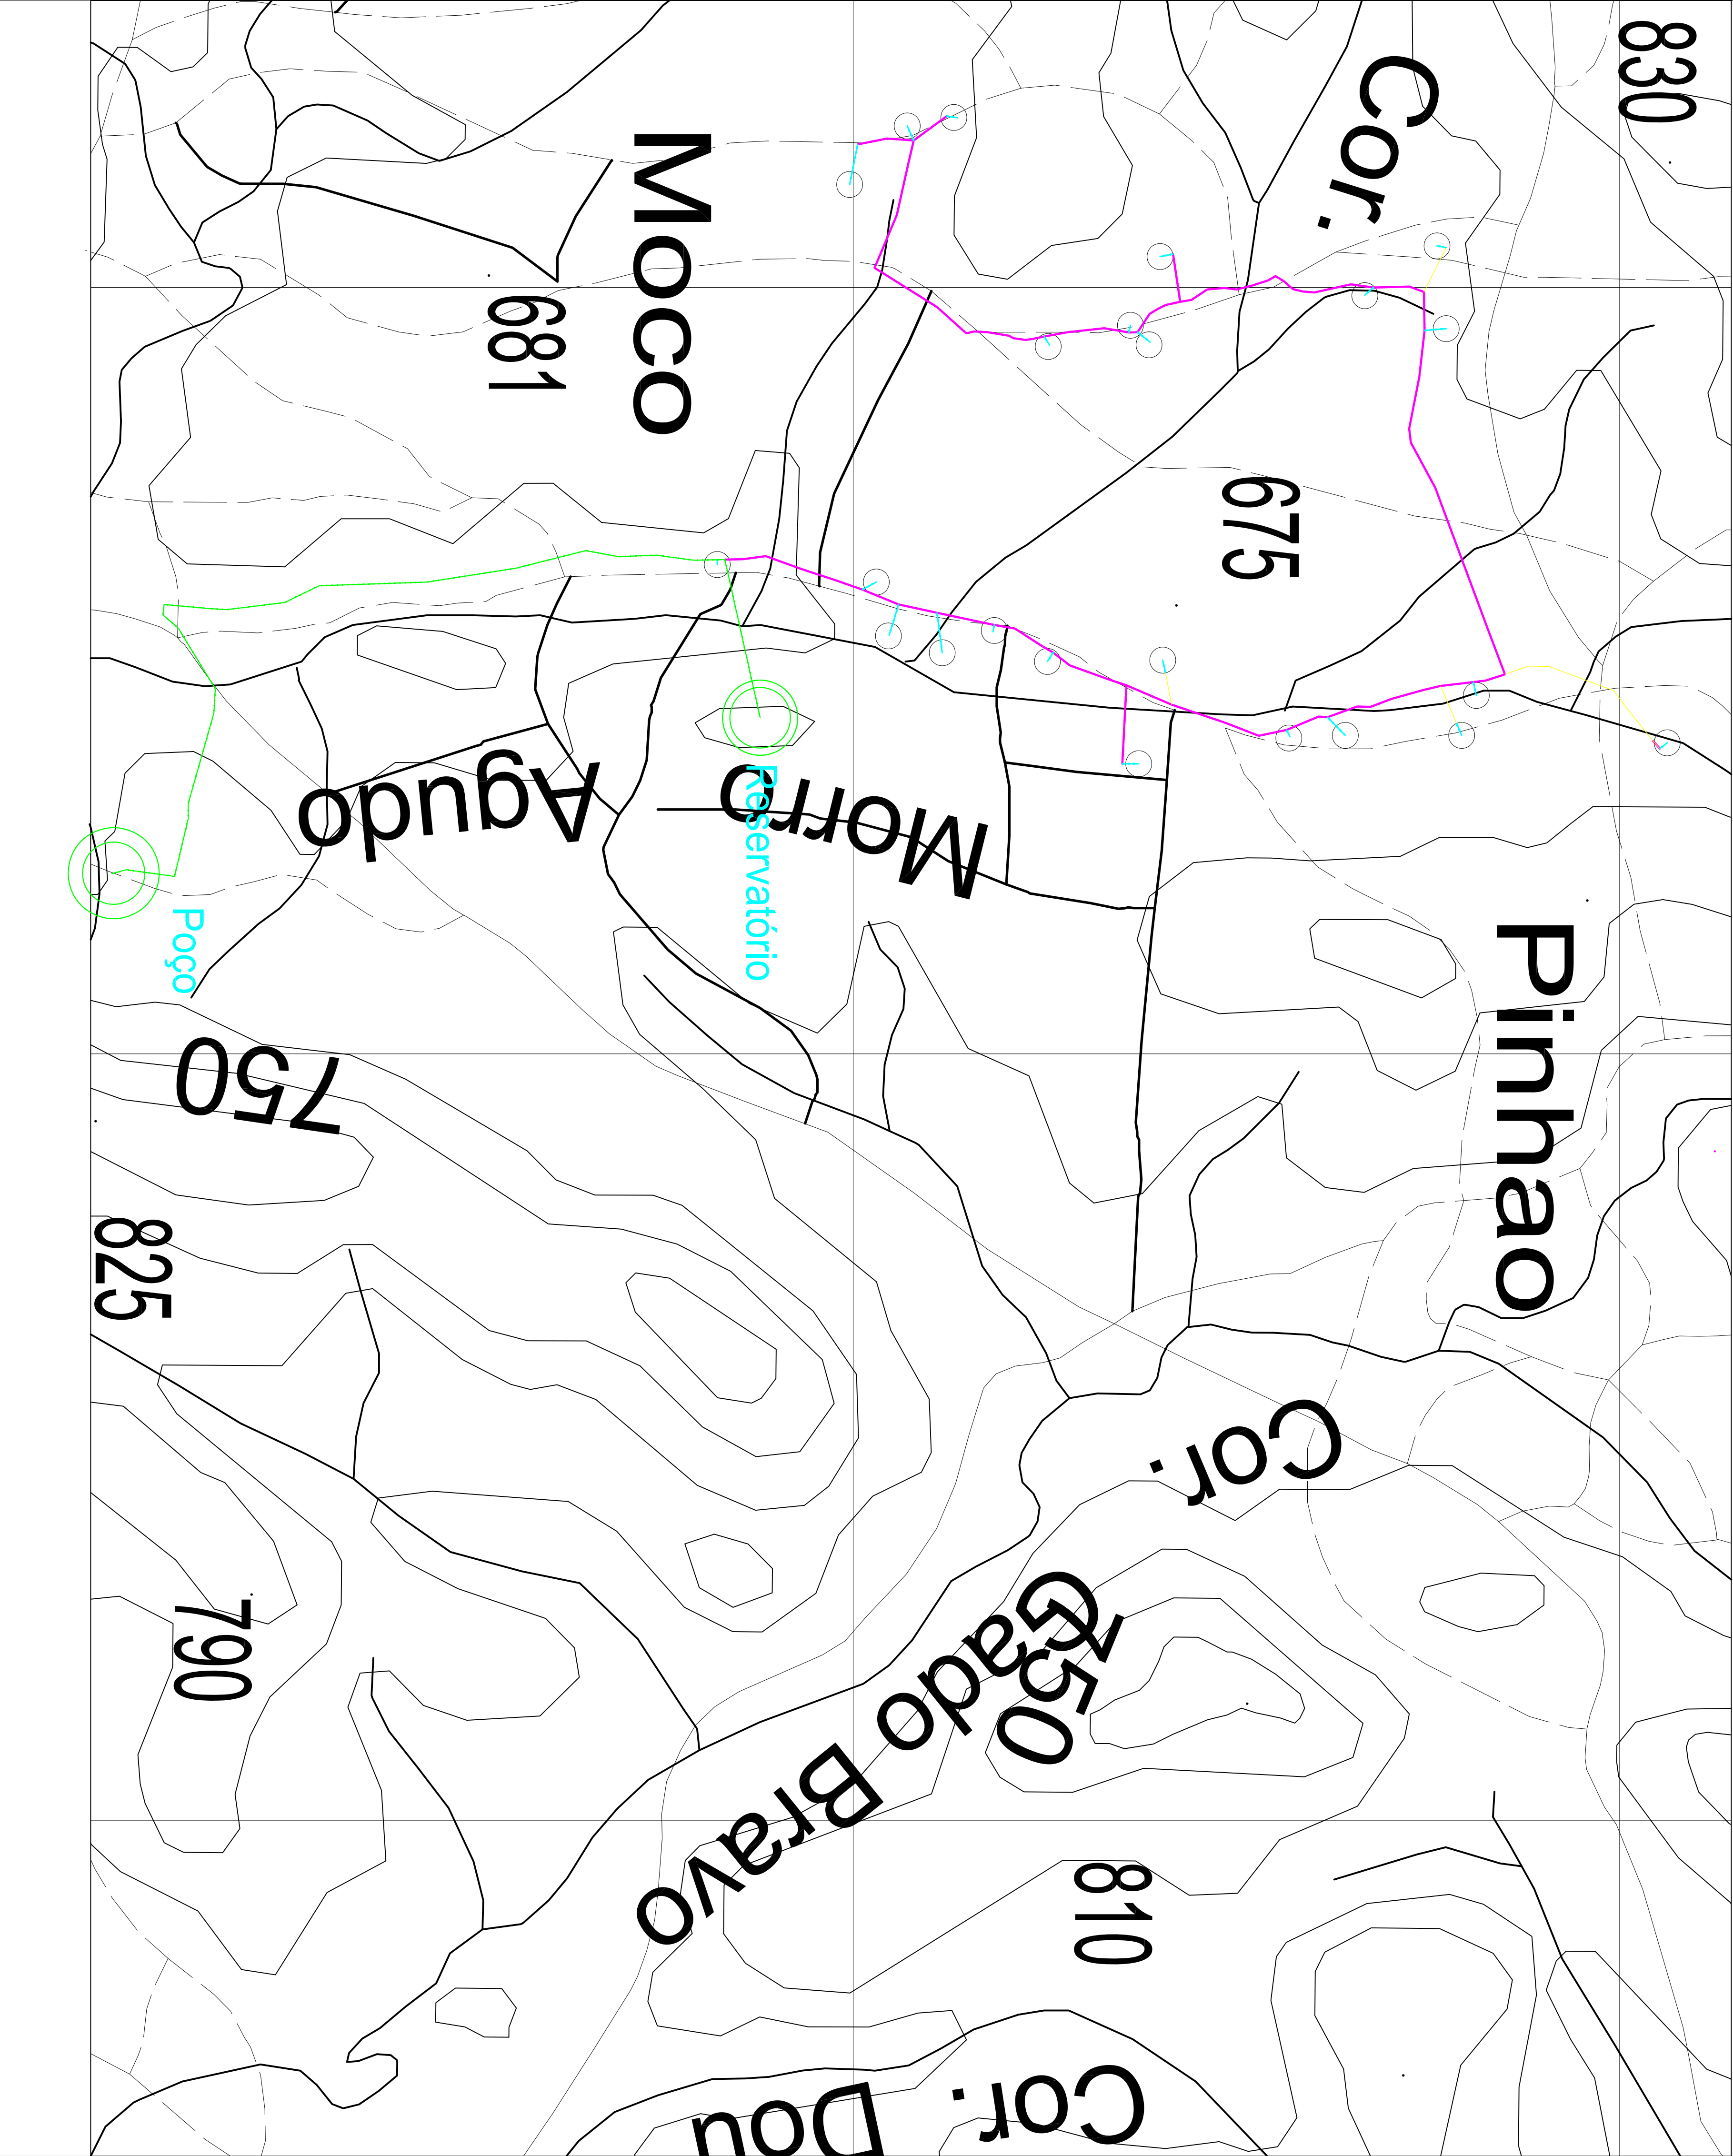 830
Cor.
Moco
681
675
Morro Agudo
Reservatório
Poço
Pinhao
750
825
Cor.
Gado Bravo
750
790
810
Cor. Dou